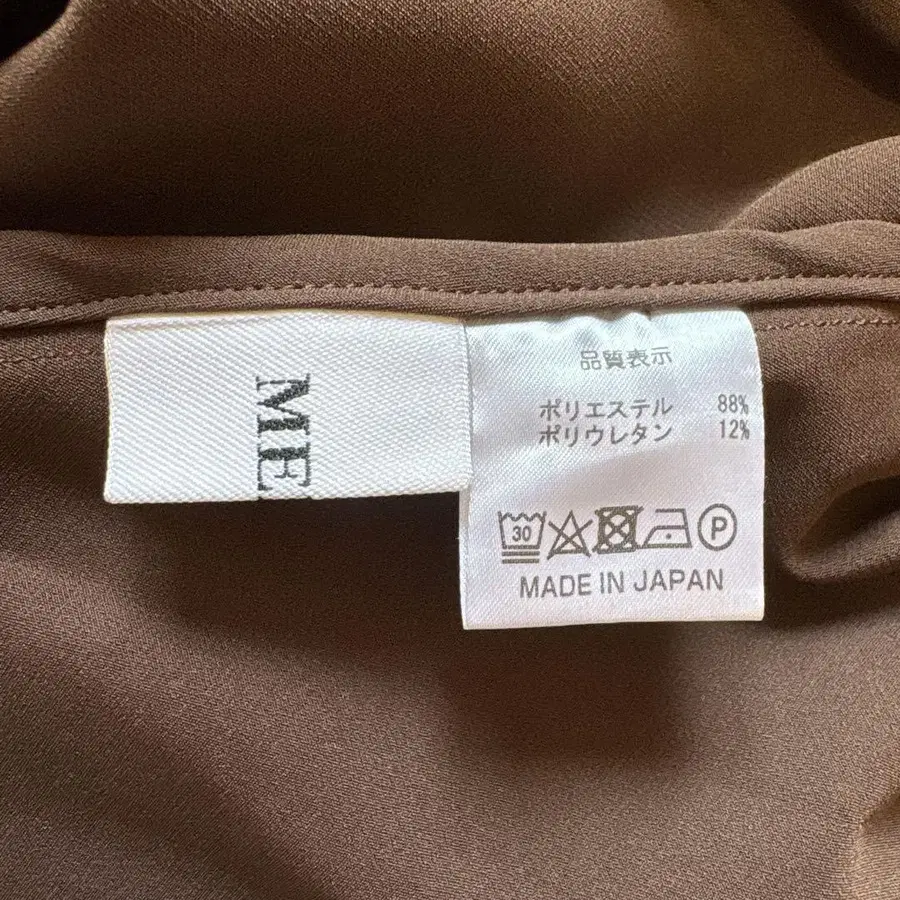 ME
品質表示
ポリエステル 88%
ポリウレタン 12%
30 P
MADE IN JAPAN